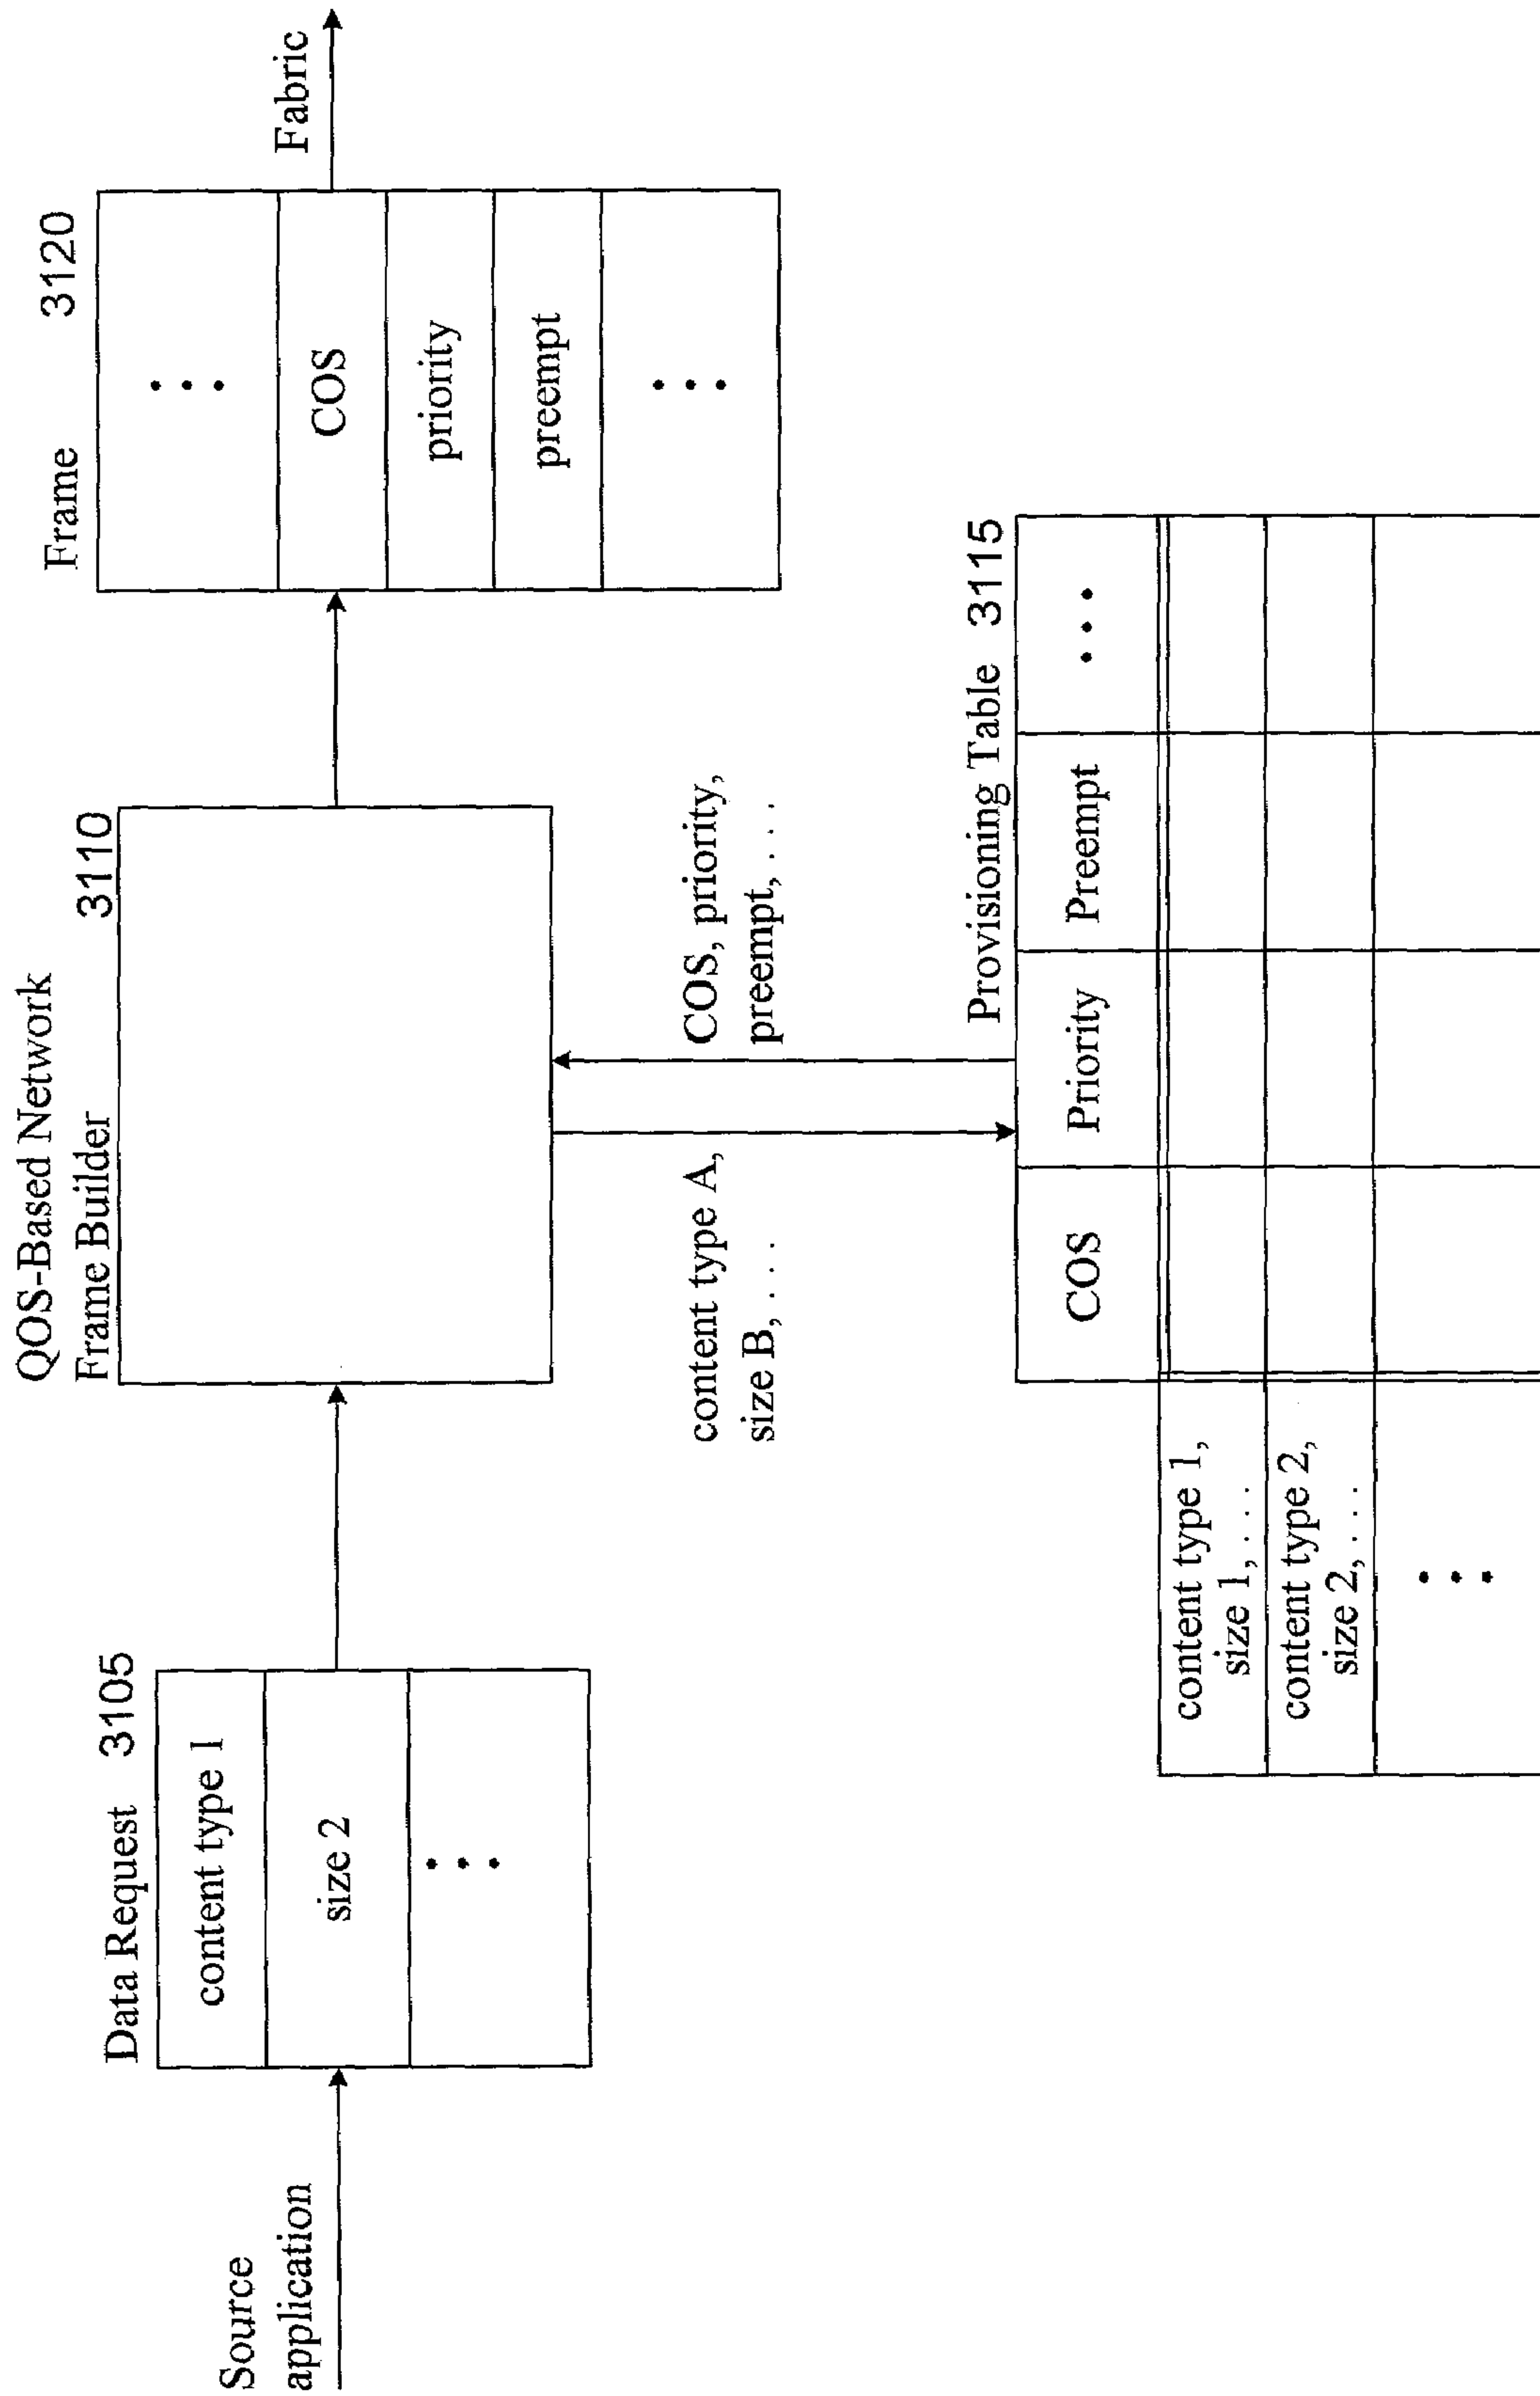 Source
application
Data Request 3105
content type 1
size 2
⋮
QOS-Based Network
Frame Builder 3110
Frame 3120
⋮
COS
priority
preempt
⋮
Fabric
content type A,
size B, . . .
COS, priority,
preempt, . . .
Provisioning Table 3115
COS Priority Preempt • • •
content type 1,
size 1, . . .
content type 2,
size 2, . . .
⋮